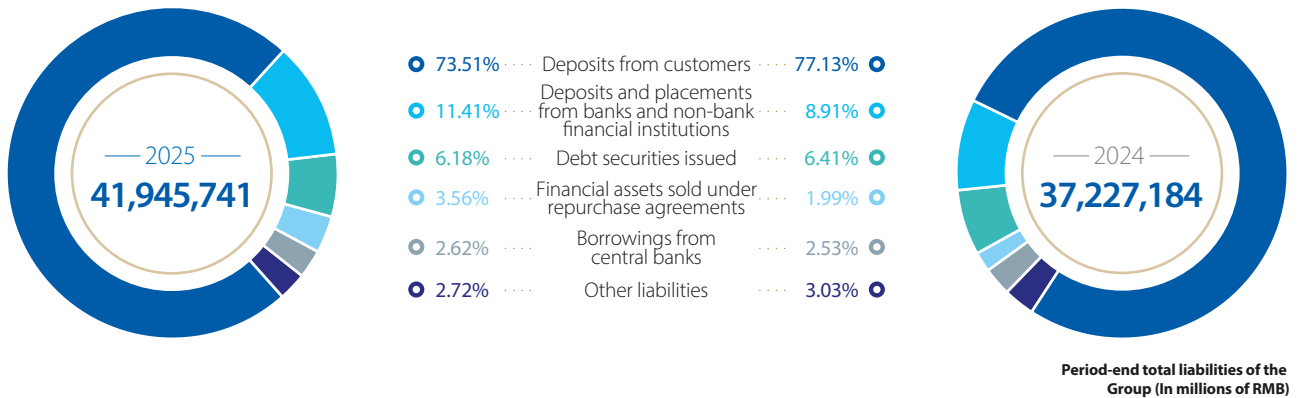 2025
41,945,741
73.51% Deposits from customers 77.13%
Deposits and placements
11.41% from banks and non-bank 8.91%
financial institutions
6.18% Debt securities issued 6.41%
3.56% Financial assets sold under 1.99%
repurchase agreements
Borrowings from
2.62% central banks 2.53%
2.72% Other liabilities 3.03%
2024
37,227,184
Period-end total liabilities of the
Group (In millions of RMB)